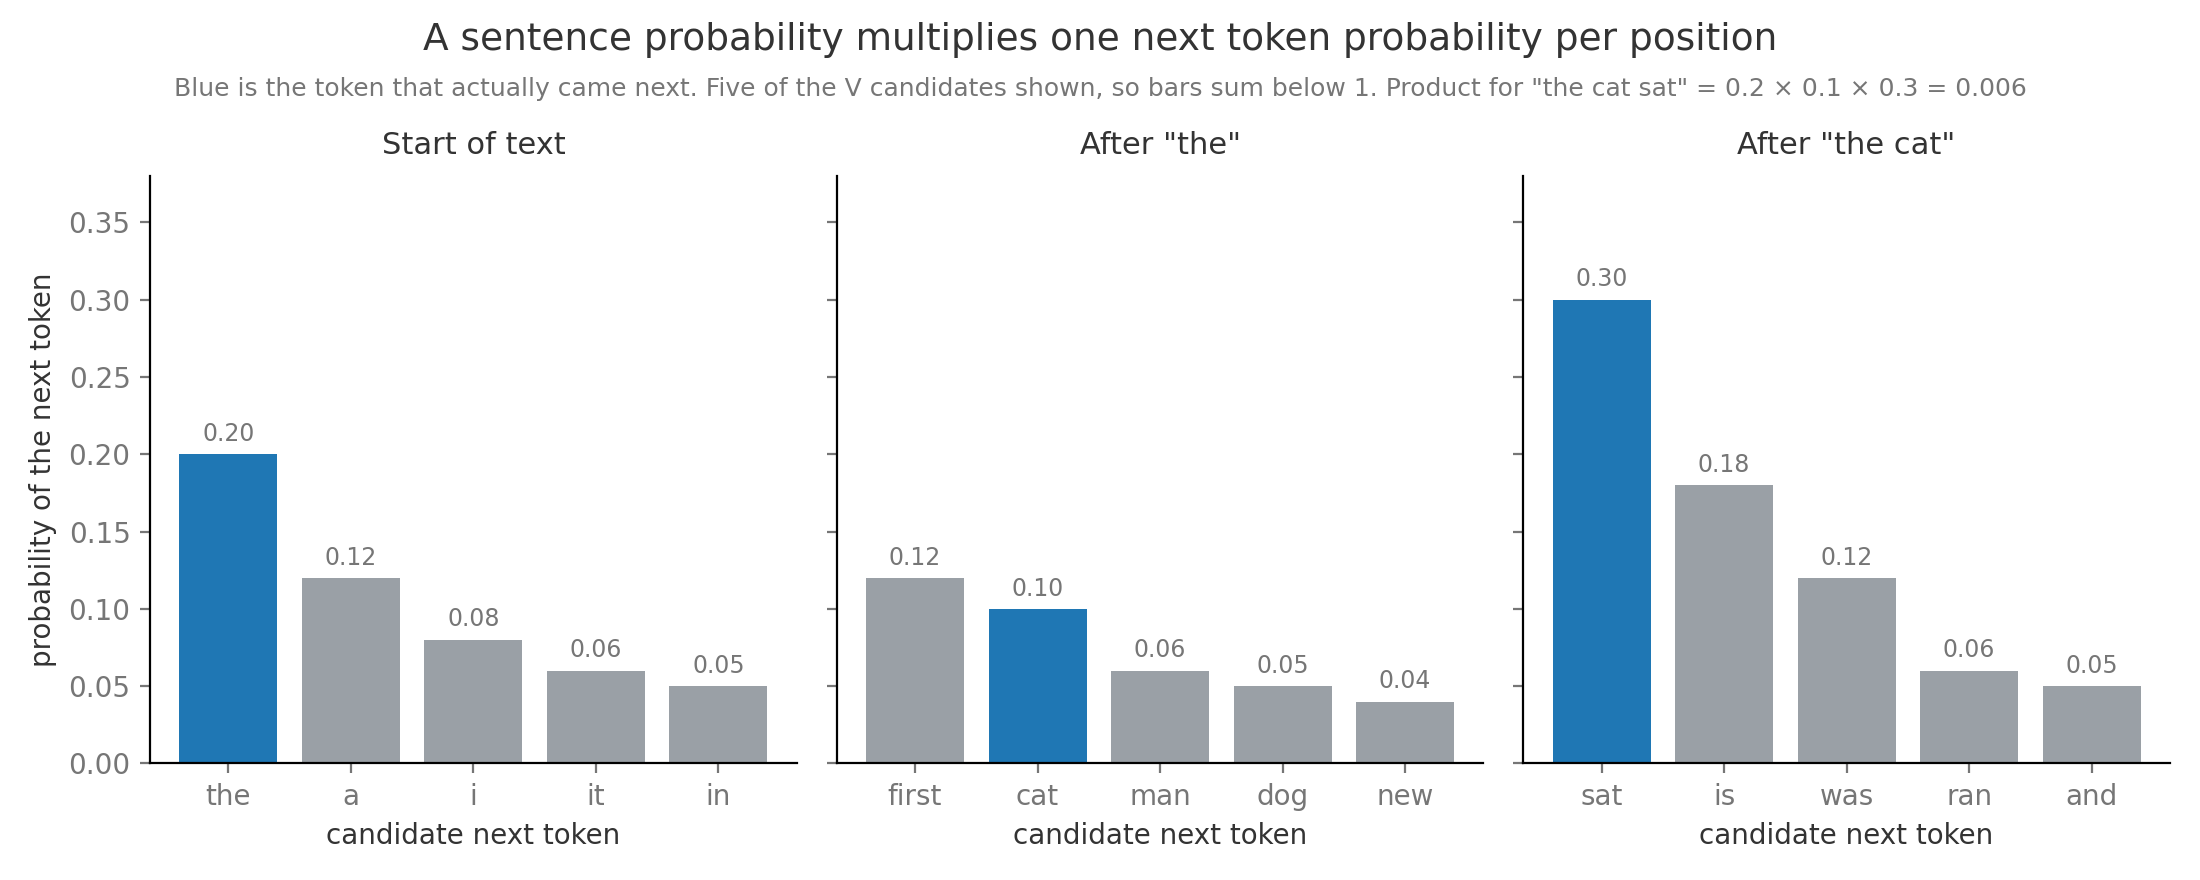 A sentence probability multiplies one next token probability per position
Blue is the token that actually came next. Five of the V candidates shown, so bars sum below 1. Product for "the cat sat" = 0.2 × 0.1 × 0.3 = 0.006
Start of text
After "the"
After "the cat"
probability of the next token
0.35
0.30
0.25
0.20
0.15
0.10
0.05
0.00
0.20
0.12
0.08
0.06
0.05
the a i it in
candidate next token
0.12
0.10
0.06
0.05
0.04
first cat man dog new
candidate next token
0.30
0.18
0.12
0.06
0.05
sat is was ran and
candidate next token